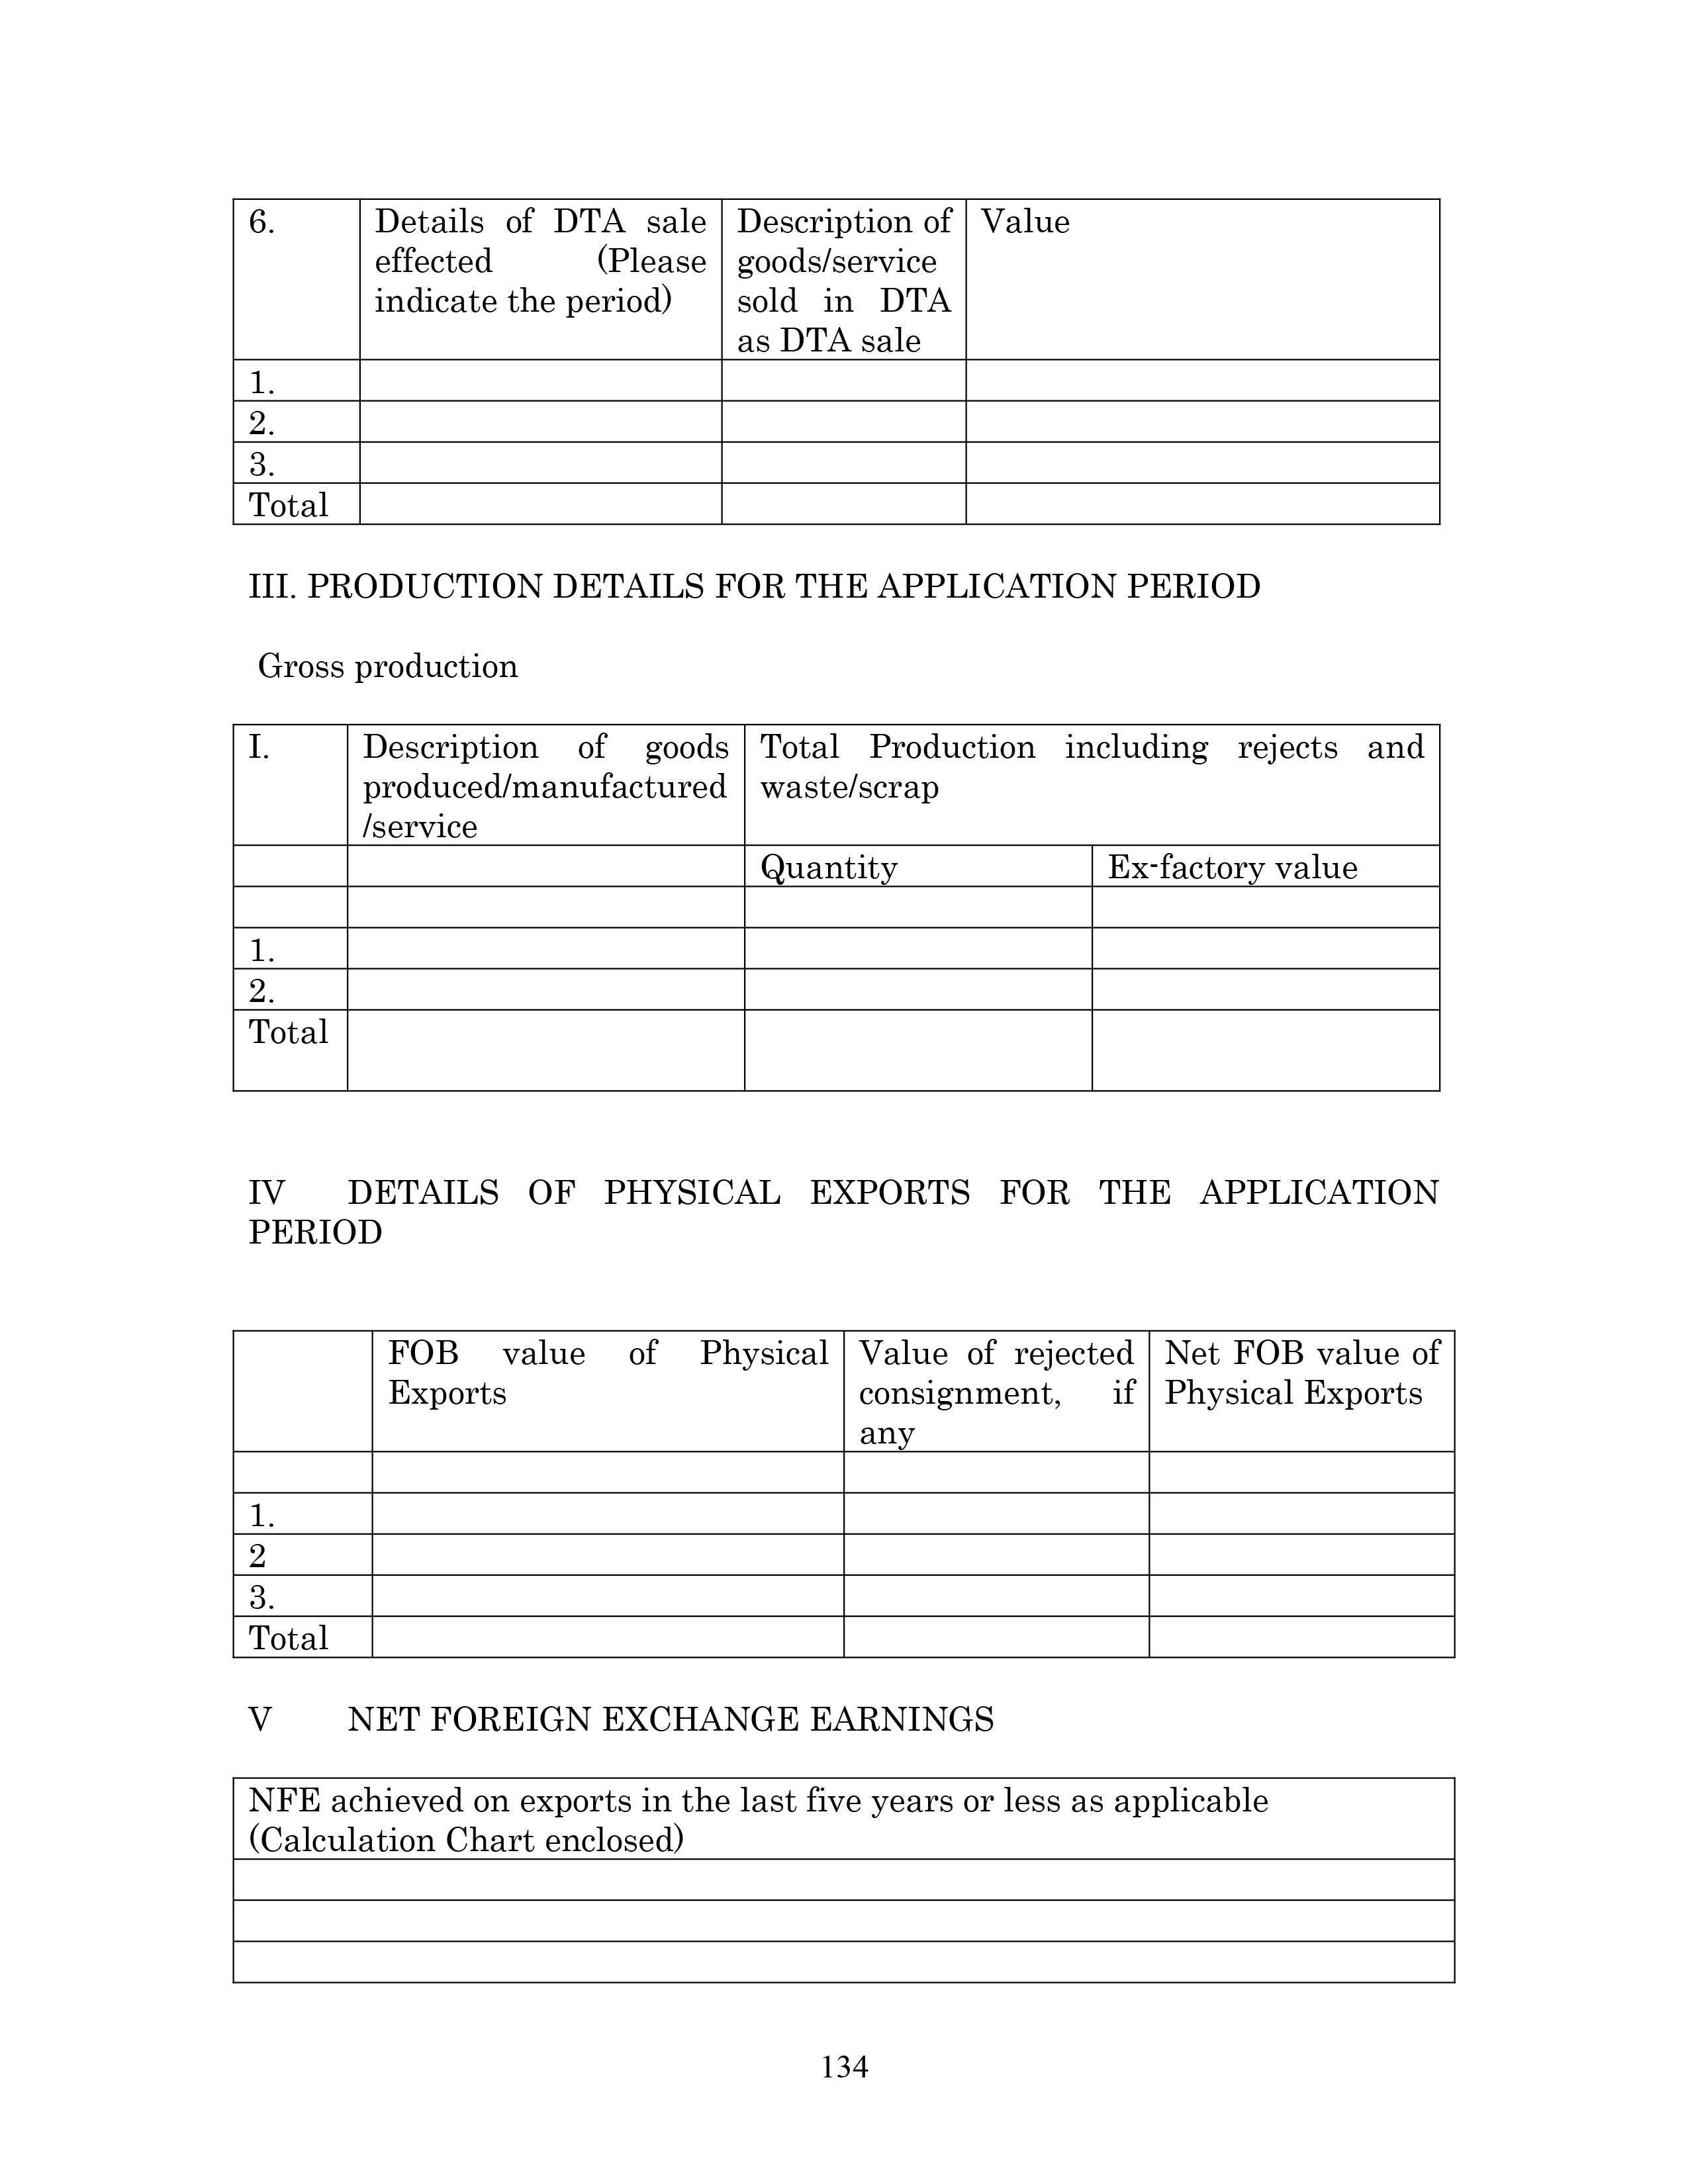 6. Details of DTA sale Description of Value
effected (Please goods/service
indicate the period) sold in DTA
as DTA sale
1.
2.
3.
Total
III. PRODUCTION DETAILS FOR THE APPLICATION PERIOD
Gross production
I. Description of goods Total Production including rejects and
produced/manufactured waste/scrap
/service
Quantity Ex-factory value
1.
2.
Total
IV DETAILS OF PHYSICAL EXPORTS FOR THE APPLICATION
PERIOD
FOB value of Physical Value of rejected Net FOB value of
Exports consignment, if Physical Exports
any
1.
2
3.
Total
V NET FOREIGN EXCHANGE EARNINGS
NFE achieved on exports in the last five years or less as applicable
(Calculation Chart enclosed)
134